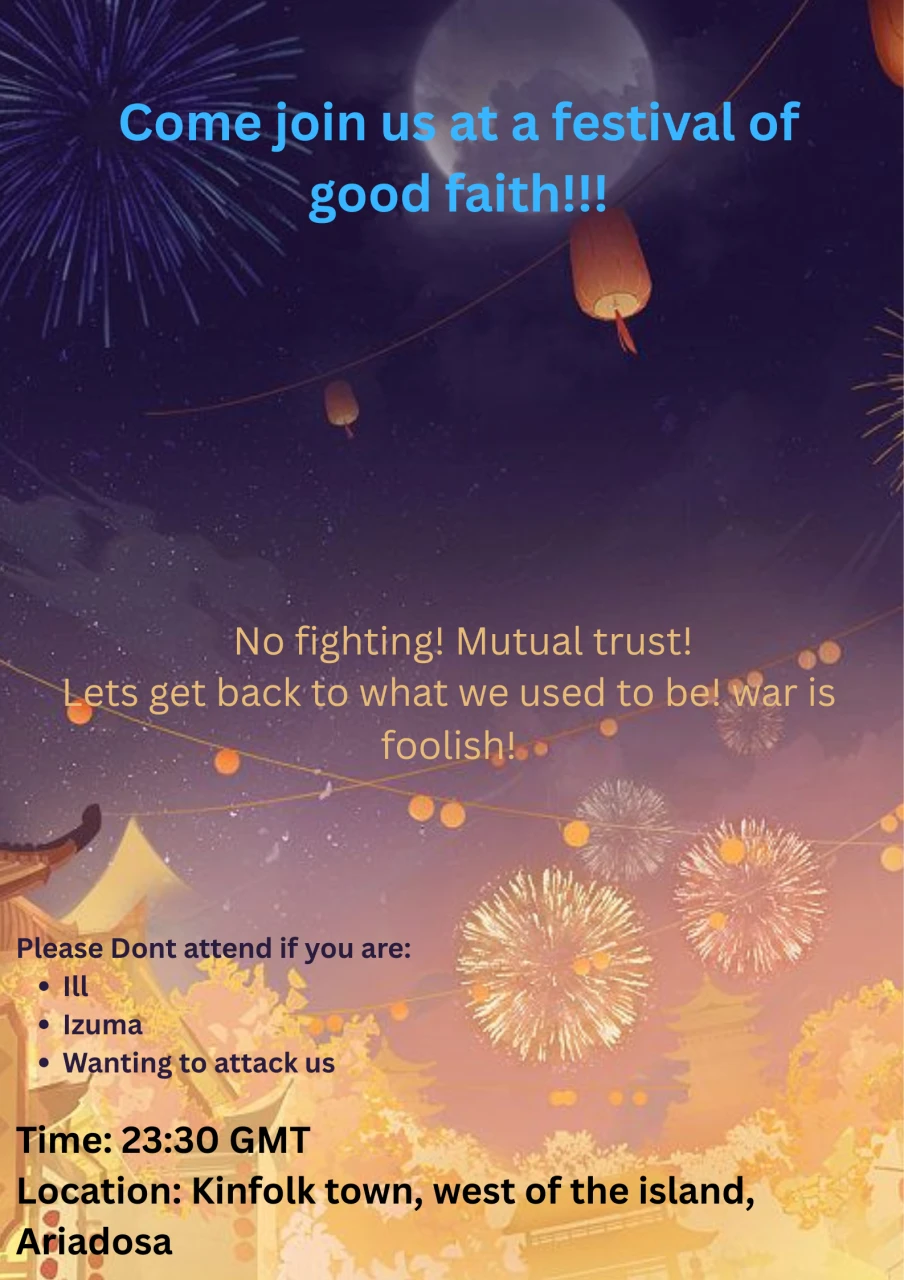 Come join us at a festival of
good faith!!!
No fighting! Mutual trust!
Lets get back to what we used to be! war is
foolish!
Please Dont attend if you are:
• Ill
• Izuma
• Wanting to attack us
Time: 23:30 GMT
Location: Kinfolk town, west of the island,
Ariadosa